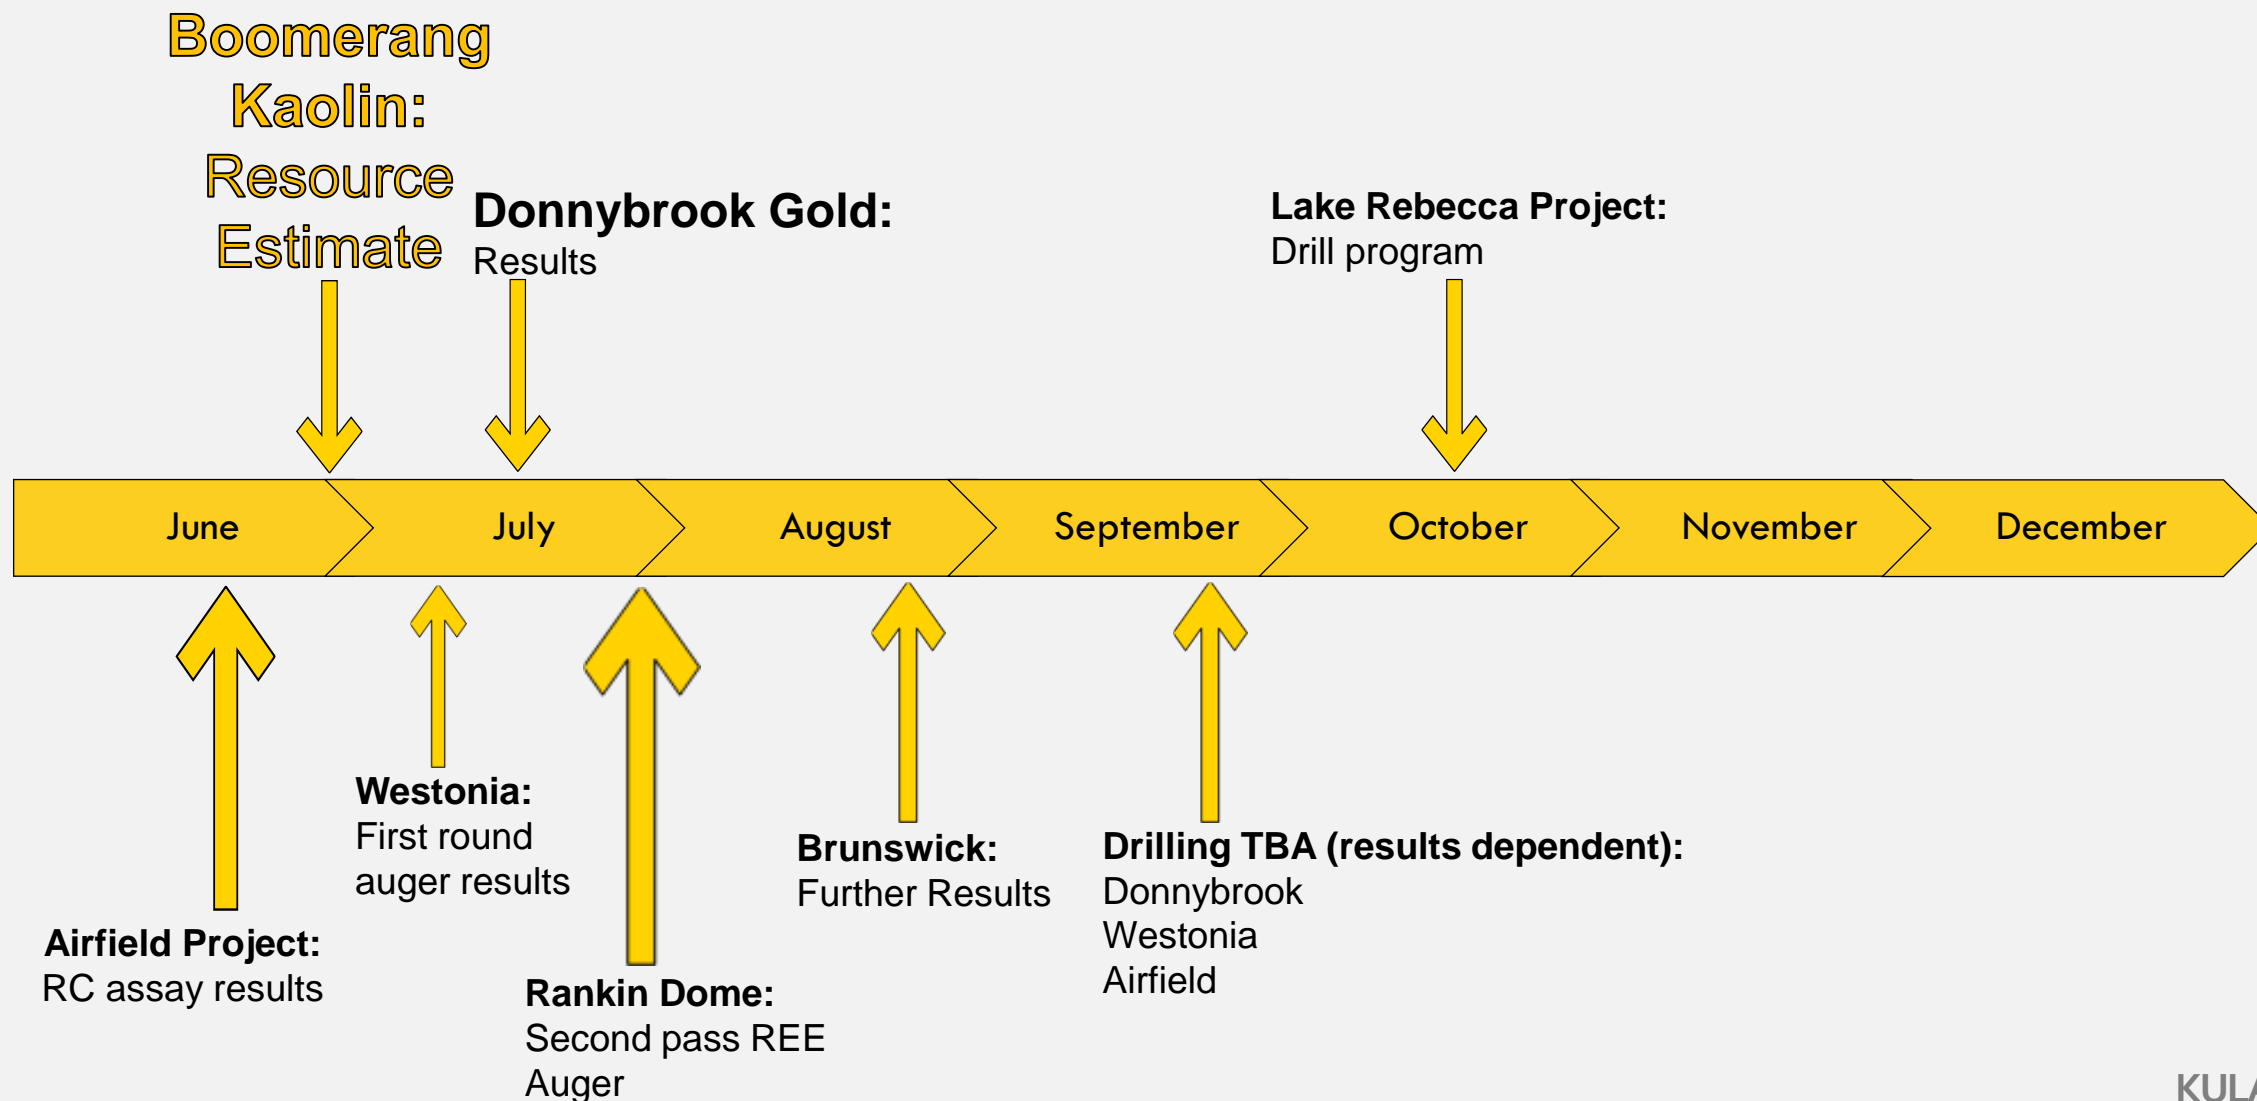 Boomerang
Kaolin:
Resource
Estimate
Donnybrook Gold:
Results
Lake Rebecca Project:
Drill program
June
July
August
September
October
November
December
Westonia:
First round
auger results
Brunswick:
Further Results
Drilling TBA (results dependent):
Donnybrook
Westonia
Airfield
Airfield Project:
RC assay results
Rankin Dome:
Second pass REE
Auger